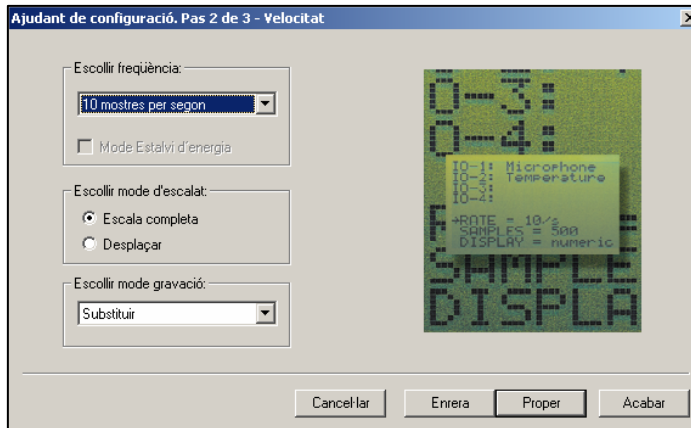 Ajudant de configuració. Pas 2 de 3 - Velocitat
Escollir freqüència:
10 mostres per segon
Mode Estalvi d'energia
Escollir mode d'escalat:
Escala completa
Desplaçar
Escollir mode gravació:
Substituir
O-3:
O-4:
IO-1: Microphone
IO-2: Temperature
IO-3:
IO-4:
→RATE = 10/s
SAMPLES = 500
DISPLAY = numeric
SAMPLE
DISPLA
Cancel·lar
Enrera
Proper
Acabar